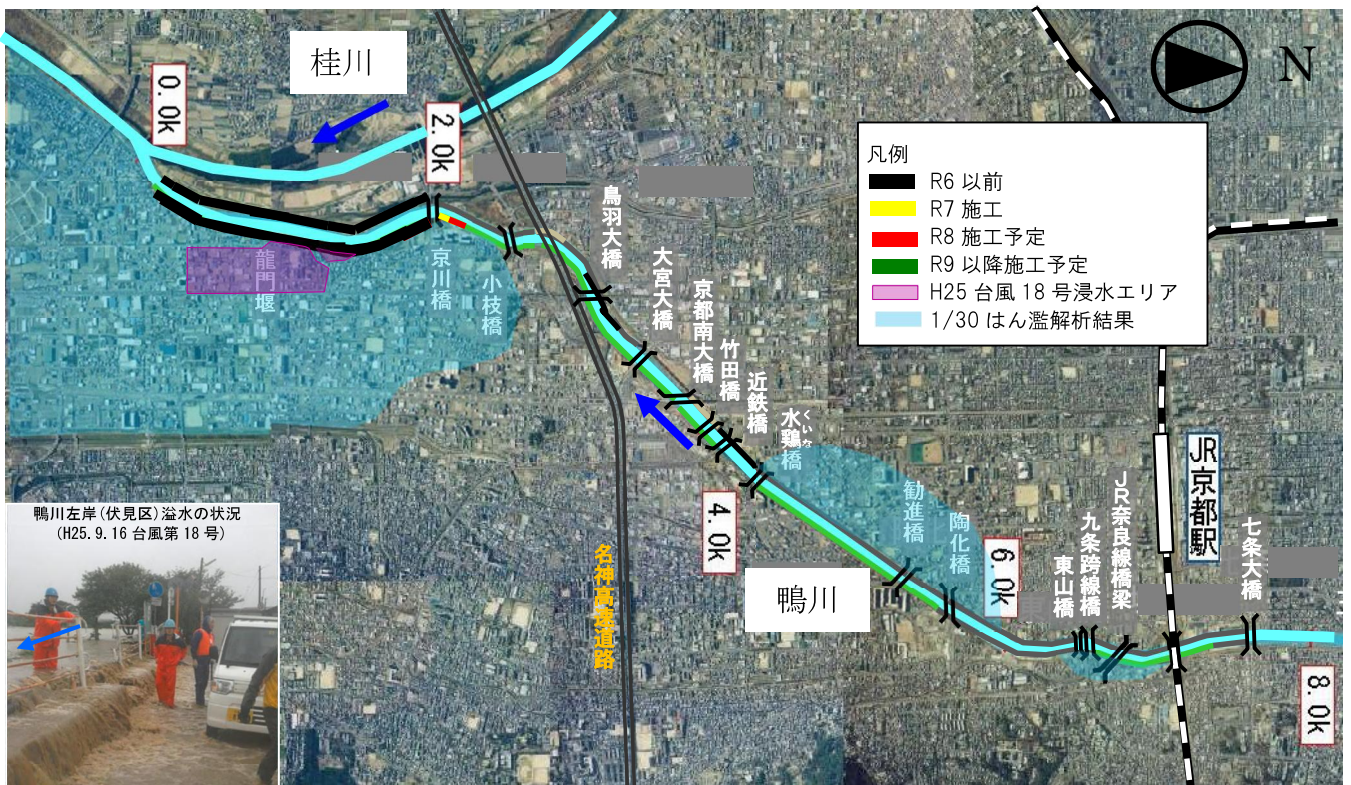 桂川
N
0.0k
2.0k
凡例
R6 以前
R7 施工
R8 施工予定
R9 以降施工予定
H25 台風 18 号浸水エリア
1/30 はん濫解析結果
龍門堰
京川橋
小枝橋
鳥羽大橋
大宮大橋
京都南大橋
竹田橋
近鉄橋
水鶏橋
くいな
勧進橋
陶化橋
東山橋
九条跨線橋
JR奈良線橋梁
JR京都駅
七条大橋
4.0k
6.0k
8.0k
名神高速道路
鴨川
鴨川左岸(伏見区)溢水の状況
(H25.9.16 台風第 18 号)